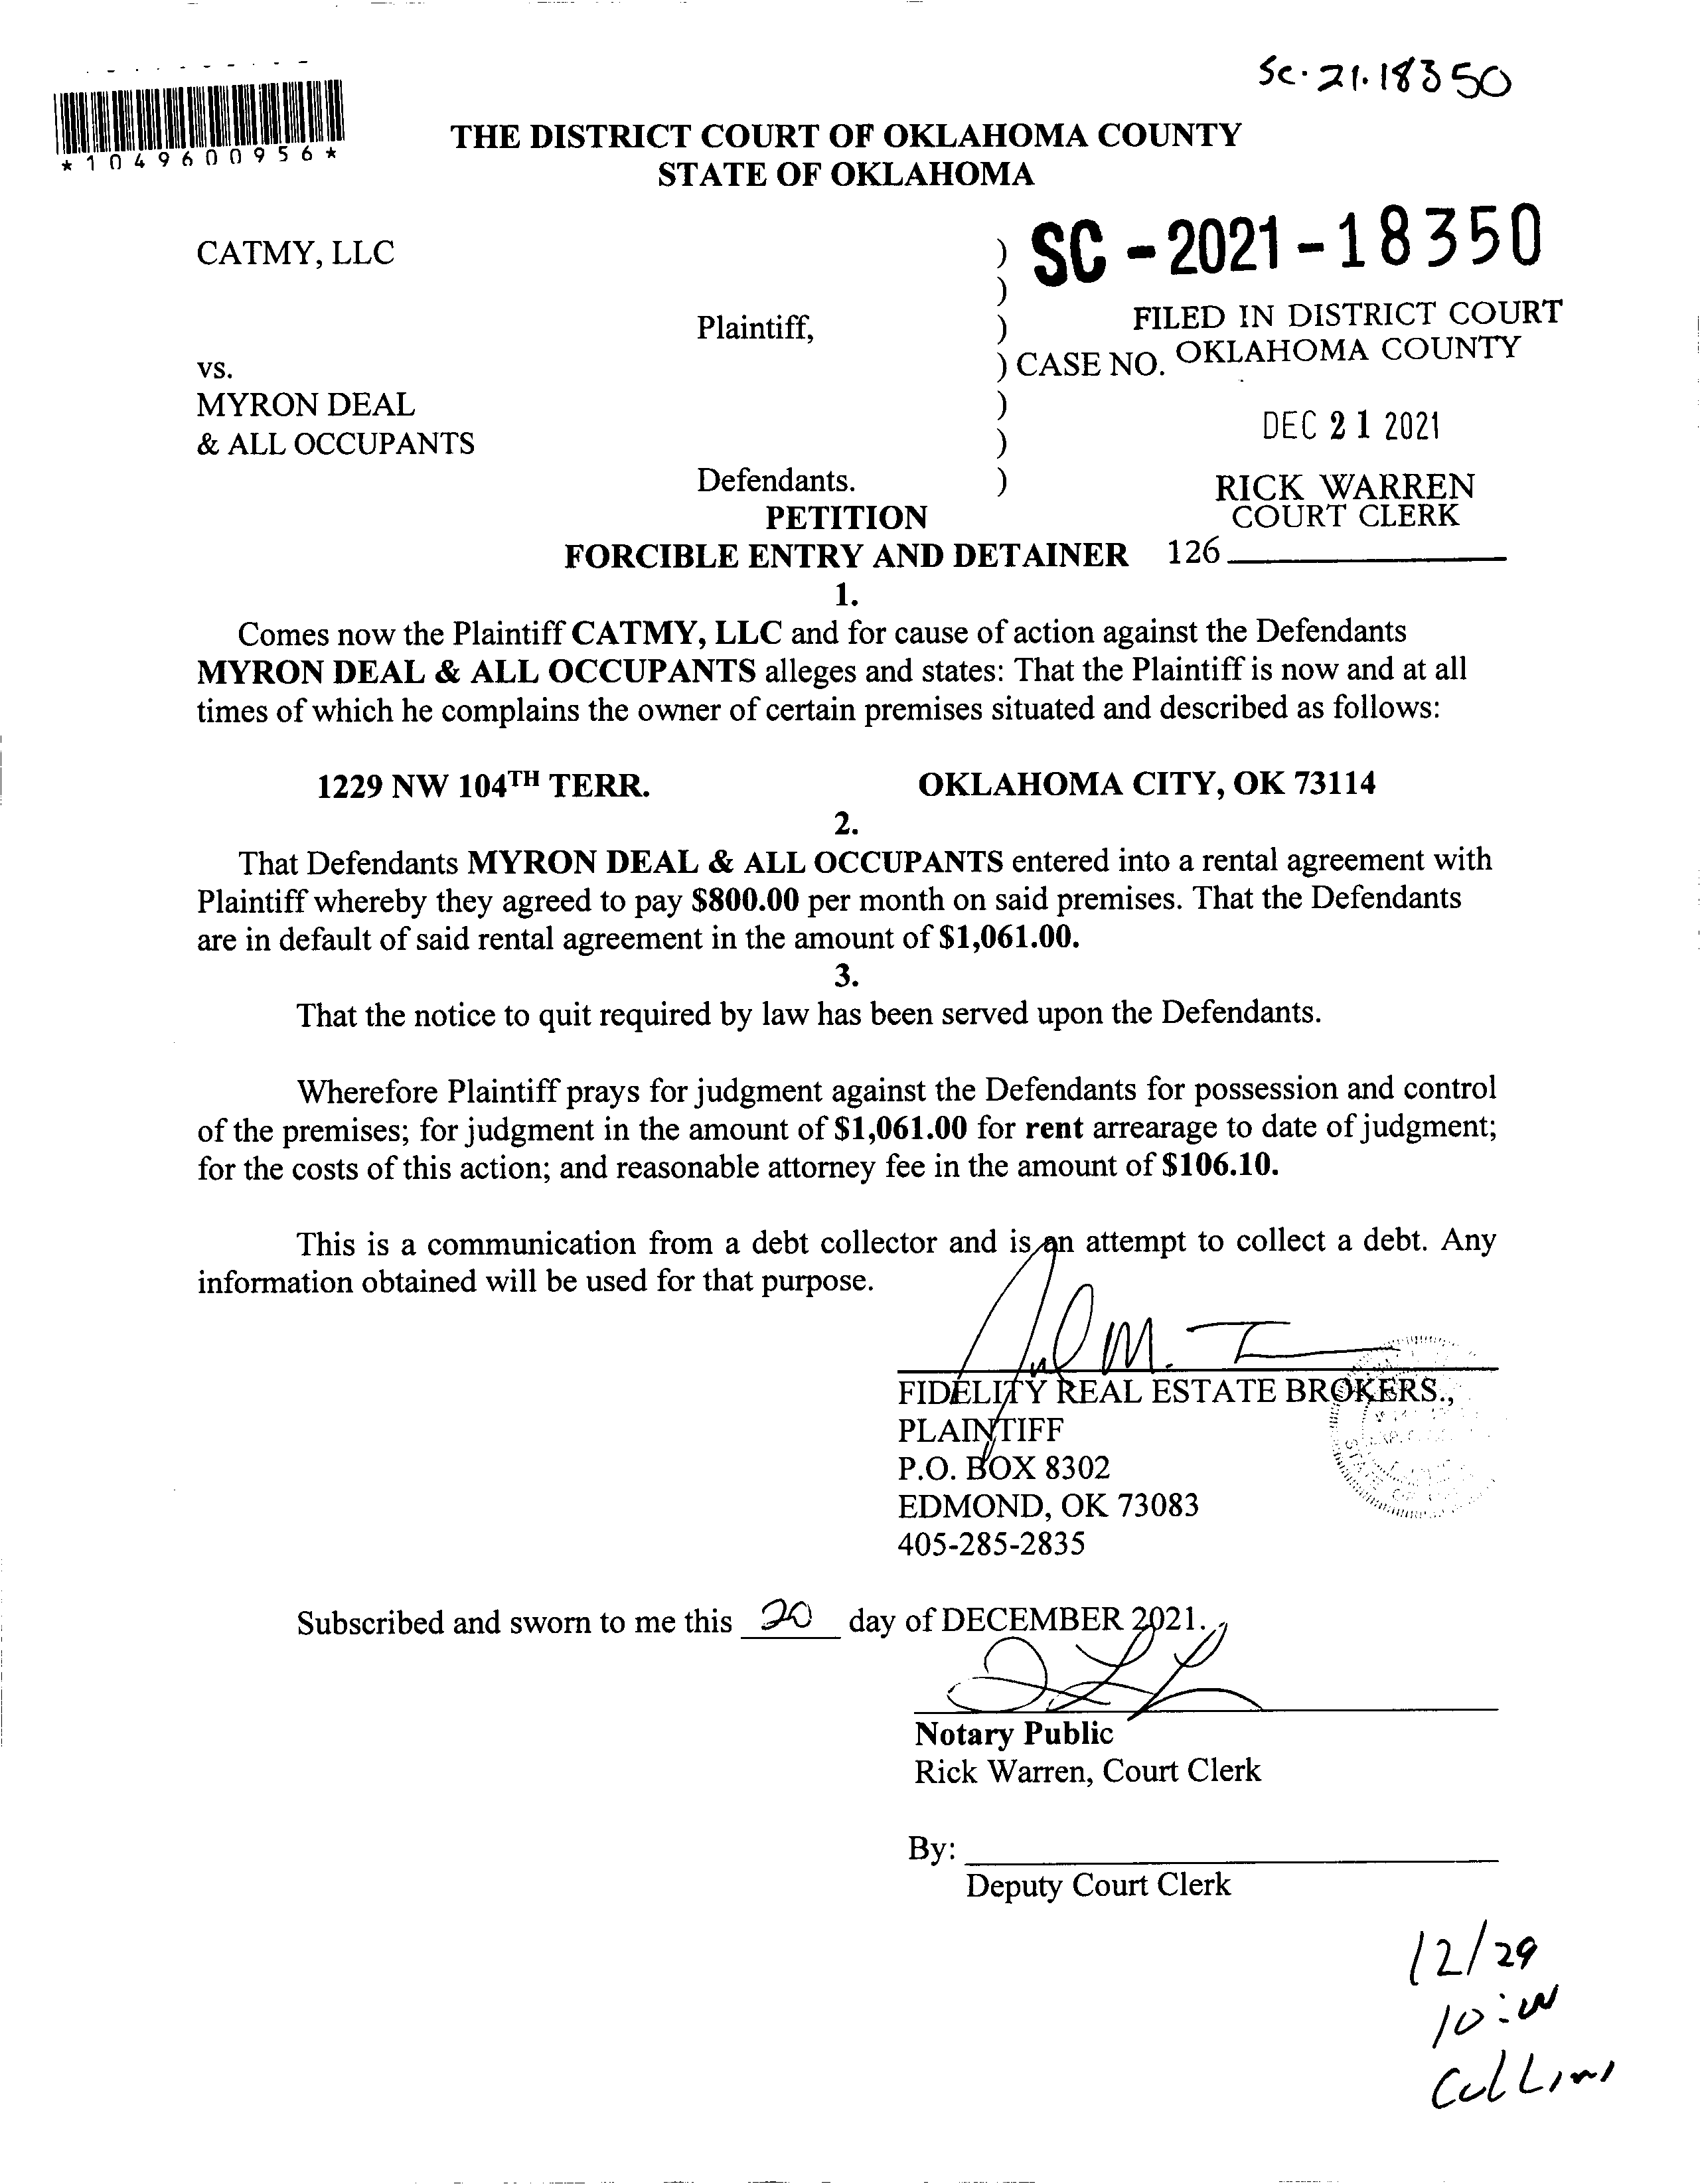 Sc. 21. 18350
*1049600956*
THE DISTRICT COURT OF OKLAHOMA COUNTY
STATE OF OKLAHOMA
CATMY, LLC )
SC - 2021 - 18350
)
Plaintiff, )
FILED IN DISTRICT COURT
vs. ) CASE NO.
OKLAHOMA COUNTY
MYRON DEAL )
DEC 21 2021
& ALL OCCUPANTS )
Defendants. )
RICK WARREN
PETITION
COURT CLERK
FORCIBLE ENTRY AND DETAINER
126
1.
Comes now the Plaintiff CATMY, LLC and for cause of action against the Defendants
MYRON DEAL & ALL OCCUPANTS alleges and states: That the Plaintiff is now and at all
times of which he complains the owner of certain premises situated and described as follows:
1229 NW 104TH TERR. OKLAHOMA CITY, OK 73114
2.
That Defendants MYRON DEAL & ALL OCCUPANTS entered into a rental agreement with
Plaintiff whereby they agreed to pay $800.00 per month on said premises. That the Defendants
are in default of said rental agreement in the amount of $1,061.00.
3.
That the notice to quit required by law has been served upon the Defendants.
Wherefore Plaintiff prays for judgment against the Defendants for possession and control
of the premises; for judgment in the amount of $1,061.00 for rent arrearage to date of judgment;
for the costs of this action; and reasonable attorney fee in the amount of $106.10.
This is a communication from a debt collector and is an attempt to collect a debt. Any
information obtained will be used for that purpose.
FIDELITY REAL ESTATE BROKERS.,
PLAINTIFF
P.O. BOX 8302
EDMOND, OK 73083
405-285-2835
Subscribed and sworn to me this 20 day of DECEMBER 2021.
Notary Public
Rick Warren, Court Clerk
By:
Deputy Court Clerk
12/29
10:
Collins